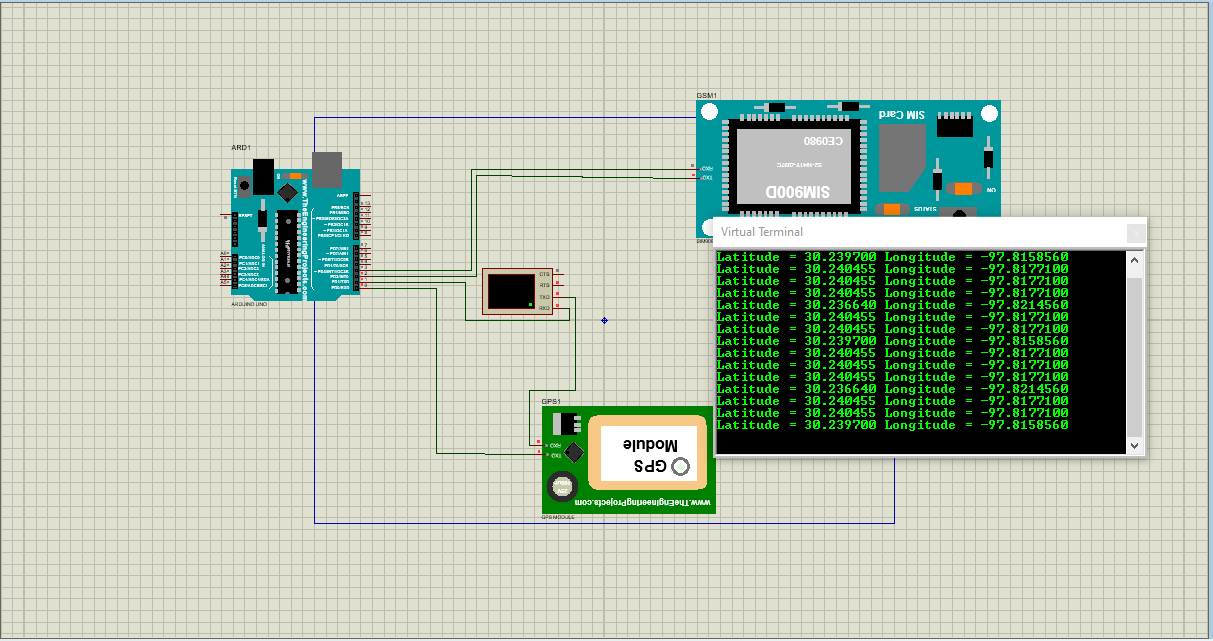 GSM1
SIM Card
CE0980
SIM900D
ON
STATUS
RXD
TXD
ARD1
ON
www.TheEngineeringProjects.com
RESET
AREF
ARDUINO UNO
CTS
RTS
TXD
RXD
Virtual Terminal
Latitude = 30.239700 Longitude = -97.8158560
Latitude = 30.240455 Longitude = -97.8177100
Latitude = 30.240455 Longitude = -97.8177100
Latitude = 30.240455 Longitude = -97.8177100
Latitude = 30.236640 Longitude = -97.8214560
Latitude = 30.240455 Longitude = -97.8177100
Latitude = 30.240455 Longitude = -97.8177100
Latitude = 30.239700 Longitude = -97.8158560
Latitude = 30.240455 Longitude = -97.8177100
Latitude = 30.240455 Longitude = -97.8177100
Latitude = 30.240455 Longitude = -97.8177100
Latitude = 30.236640 Longitude = -97.8214560
Latitude = 30.240455 Longitude = -97.8177100
Latitude = 30.240455 Longitude = -97.8177100
Latitude = 30.239700 Longitude = -97.8158560
GPS1
RXD
TXD
GPS
Module
www.TheEngineeringProjects.com
GPS MODULE